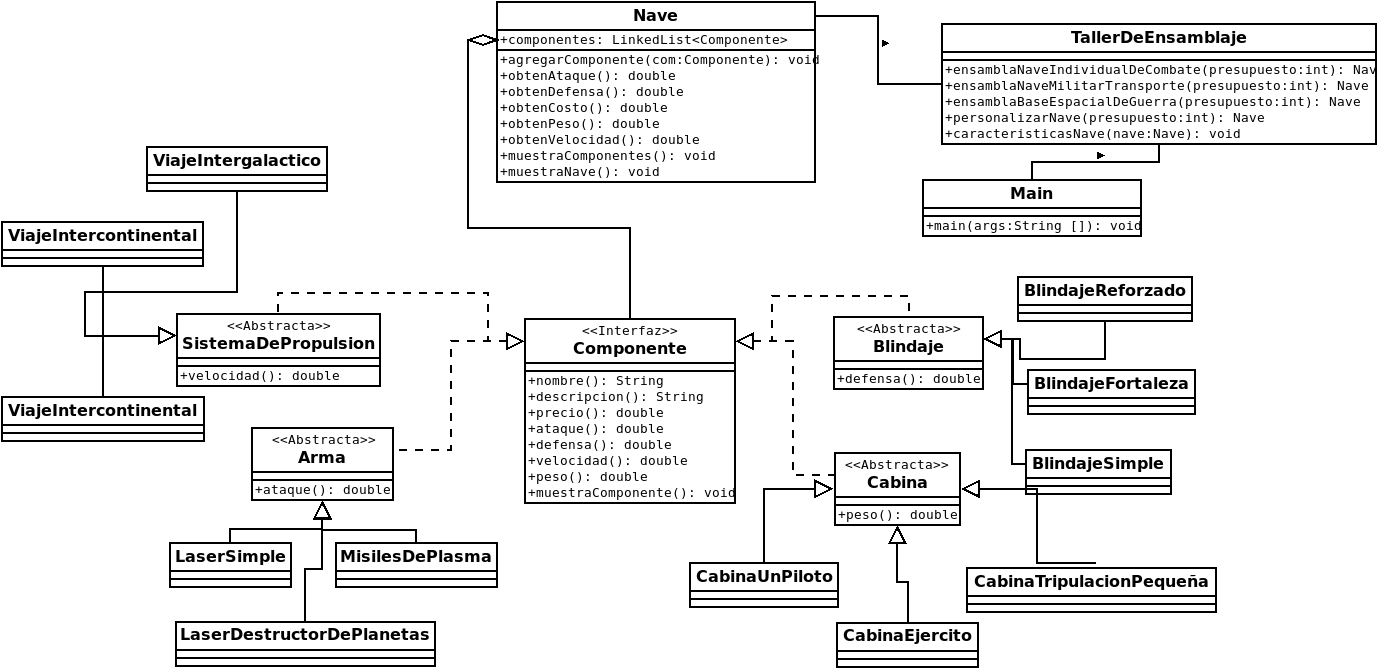 Nave
+componentes: LinkedList<Componente>
+agregarComponente(com:Componente): void
+obtenAtaque(): double
+obtenDefensa(): double
+obtenCosto(): double
+obtenPeso(): double
+obtenVelocidad(): double
+muestraComponentes(): void
+muestraNave(): void
TallerDeEnsamblaje
+ensamblaNaveIndividualDeCombate(presupuesto:int): Nav
+ensamblaNaveMilitarTransporte(presupuesto:int): Nave
+ensamblaBaseEspacialDeGuerra(presupuesto:int): Nave
+personalizarNave(presupuesto:int): Nave
+caracteristicasNave(nave:Nave): void
Main
+main(args:String []): void
ViajeIntergalactico
ViajeIntercontinental
<<Abstracta>>
SistemaDePropulsion
+velocidad(): double
ViajeIntercontinental
<<Abstracta>>
Arma
+ataque(): double
LaserSimple
MisilesDePlasma
LaserDestructorDePlanetas
<<Interfaz>>
Componente
+nombre(): String
+descripcion(): String
+precio(): double
+ataque(): double
+defensa(): double
+velocidad(): double
+peso(): double
+muestraComponente(): void
<<Abstracta>>
Blindaje
+defensa(): double
BlindajeReforzado
BlindajeFortaleza
BlindajeSimple
<<Abstracta>>
Cabina
+peso(): double
CabinaUnPiloto
CabinaEjercito
CabinaTripulacionPequeña